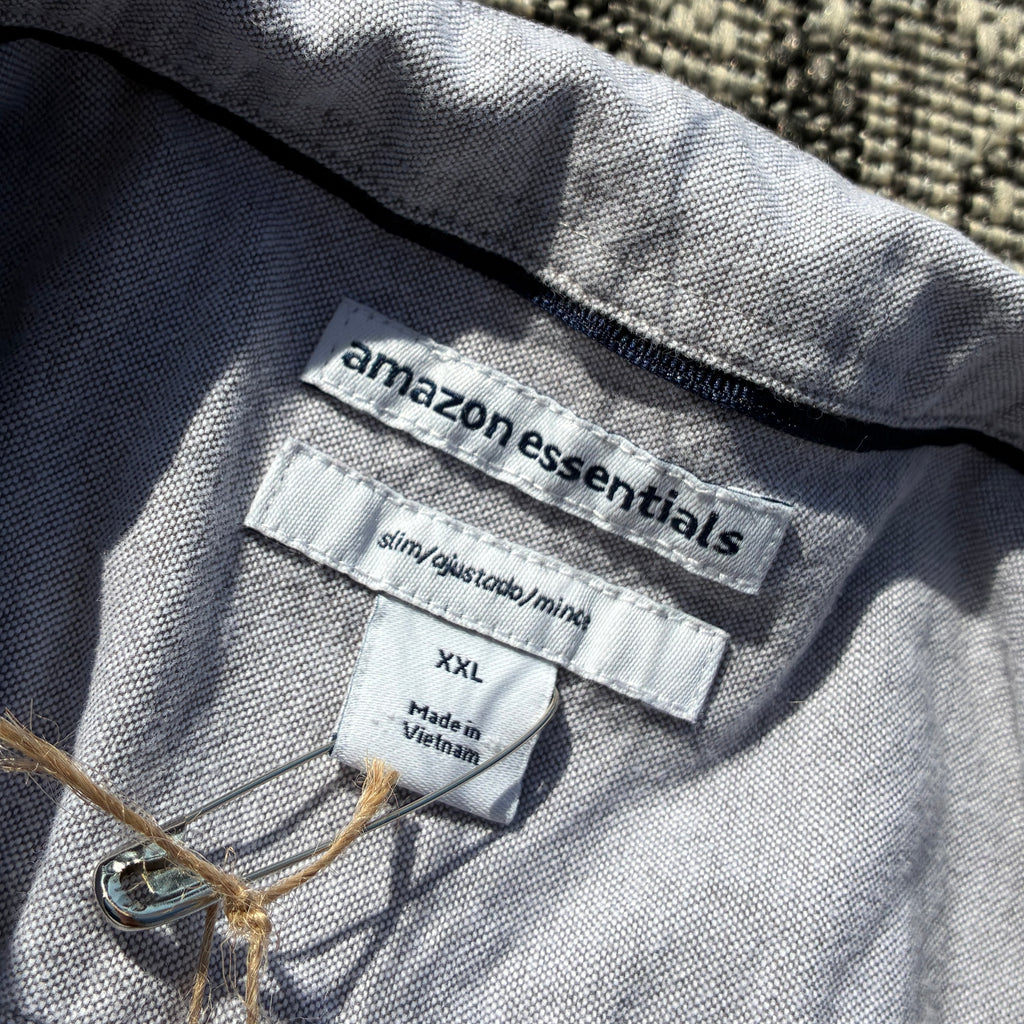 amazon essentials
slim/ajustado/mince
XXL
Made in
Vietnam